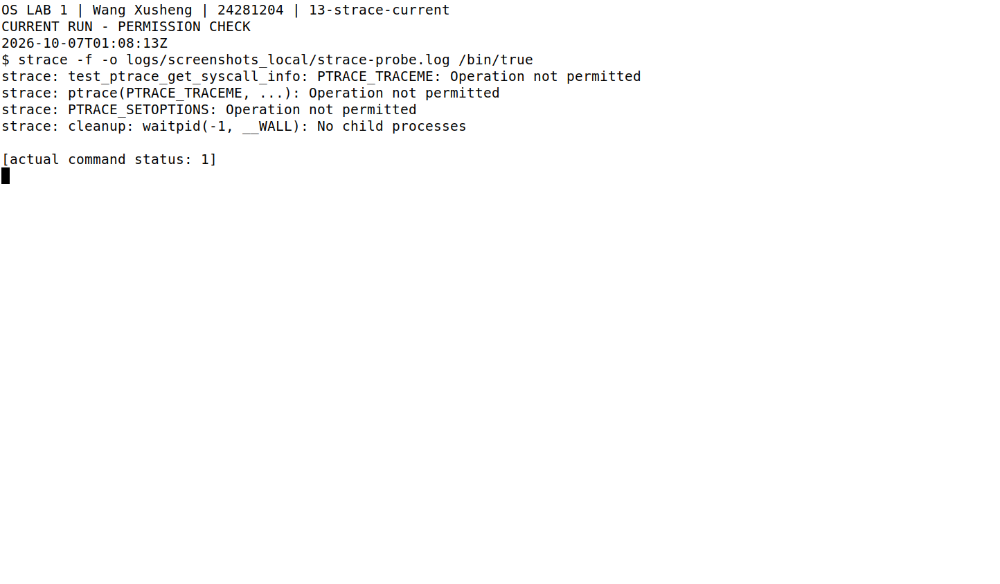 OS LAB 1 | Wang Xusheng | 24281204 | 13-strace-current
CURRENT RUN - PERMISSION CHECK
2026-10-07T01:08:13Z
$ strace -f -o logs/screenshots_local/strace-probe.log /bin/true
strace: test_ptrace_get_syscall_info: PTRACE_TRACEME: Operation not permitted
strace: ptrace(PTRACE_TRACEME, ...): Operation not permitted
strace: PTRACE_SETOPTIONS: Operation not permitted
strace: cleanup: waitpid(-1, __WALL): No child processes
[actual command status: 1]